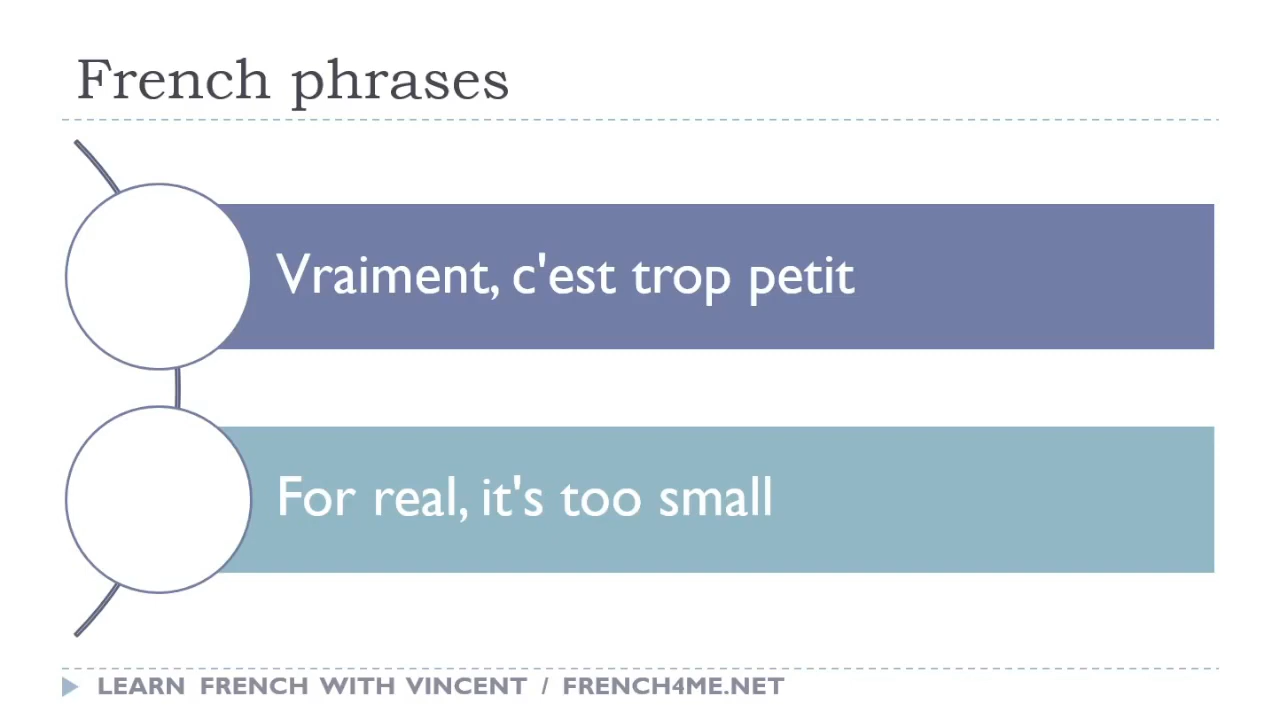 French phrases
Vraiment, c'est trop petit
For real, it's too small
LEARN FRENCH WITH VINCENT / FRENCH4ME.NET